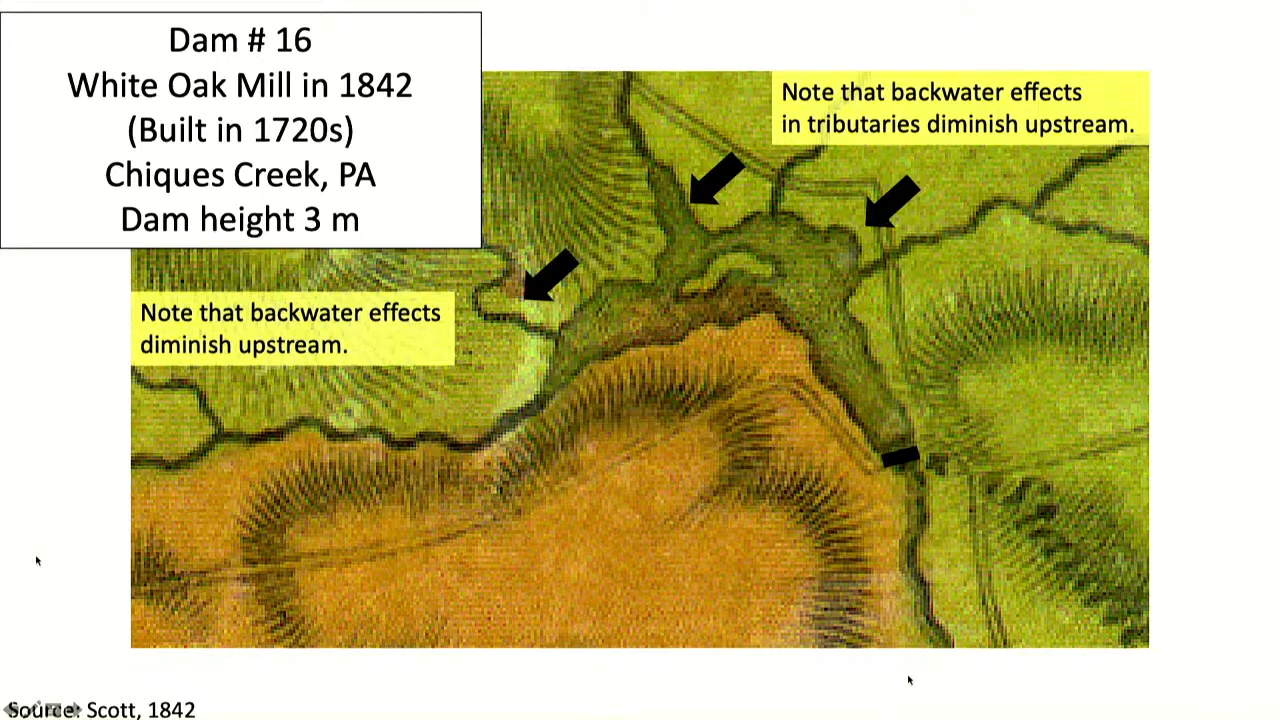 Dam # 16
White Oak Mill in 1842
(Built in 1720s)
Chiques Creek, PA
Dam height 3 m
Note that backwater effects
in tributaries diminish upstream.
Note that backwater effects
diminish upstream.
Source: Scott, 1842